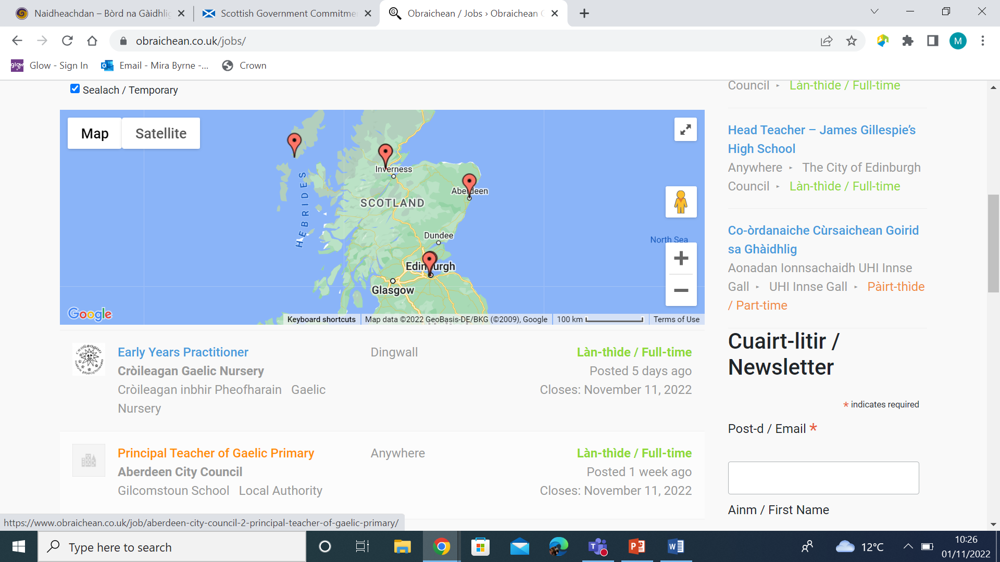 Naidheachdan – Bòrd na Gàidhlig
Scottish Government Commitme
Obraichean / Jobs › Obraichean
obraichean.co.uk/jobs/
M
glow
Glow - Sign In
Email - Mira Byrne -...
Crown
Sealach / Temporary
Map
Satellite
HEBRIDES
Inverness
Aberdeen
SCOTLAND
Dundee
North Sea
Edinburgh
Glasgow
Google
Keyboard shortcuts
Map data ©2022 GeoBasis-DE/BKG (©2009), Google
100 km
Terms of Use
Early Years Practitioner
Cròileagan Gaelic Nursery
Cròileagan inbhir Pheofharain Gaelic
Nursery
Dingwall
Làn-thìde / Full-time
Posted 5 days ago
Closes: November 11, 2022
Principal Teacher of Gaelic Primary
Aberdeen City Council
Gilcomstoun School Local Authority
Anywhere
Làn-thìde / Full-time
Posted 1 week ago
Closes: November 11, 2022
Council ‣ Làn-thìde / Full-time
Head Teacher – James Gillespie’s
High School
Anywhere ‣ The City of Edinburgh
Council ‣ Làn-thìde / Full-time
Co-òrdanaiche Cùrsaichean Goirid
sa Ghàidhlig
Aonadan Ionnsachaidh UHI Innse
Gall ‣ UHI Innse Gall ‣ Pàirt-thìde
/ Part-time
Cuairt-litir /
Newsletter
* indicates required
Post-d / Email *
Ainm / First Name
https://www.obraichean.co.uk/job/aberdeen-city-council-2-principal-teacher-of-gaelic-primary/
Type here to search
12°C
10:26
01/11/2022